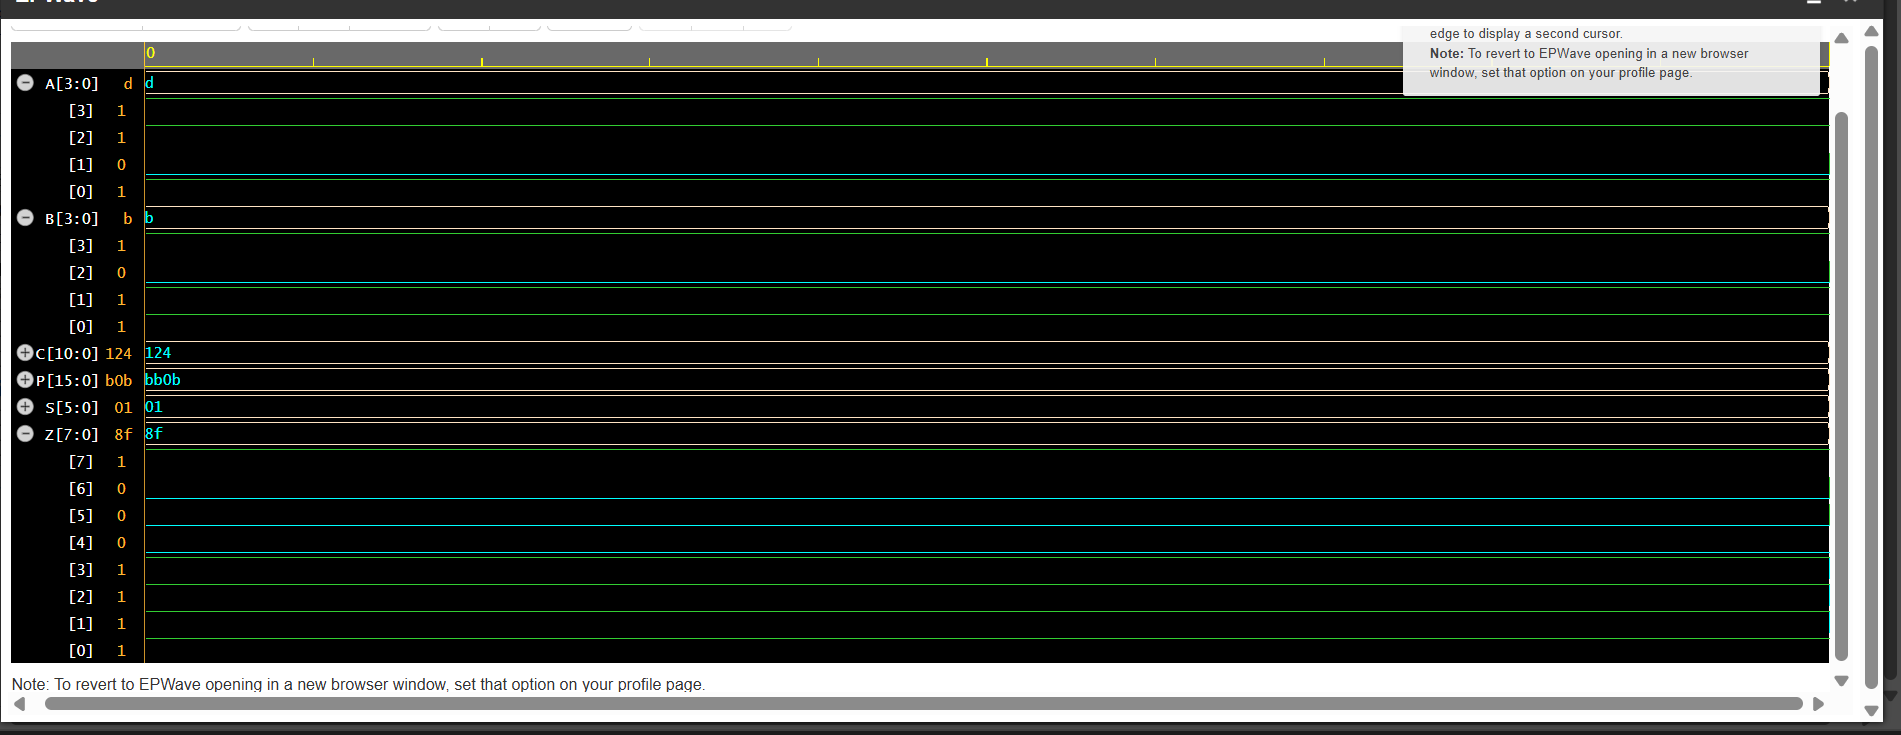 EPWave
edge to display a second cursor.
Note: To revert to EPWave opening in a new browser
window, set that option on your profile page.
0
A[3:0] d d
[3] 1
[2] 1
[1] 0
[0] 1
B[3:0] b b
[3] 1
[2] 0
[1] 1
[0] 1
C[10:0] 124 124
P[15:0] b0b bb0b
S[5:0] 01 01
Z[7:0] 8f 8f
[7] 1
[6] 0
[5] 0
[4] 0
[3] 1
[2] 1
[1] 1
[0] 1
Note: To revert to EPWave opening in a new browser window, set that option on your profile page.